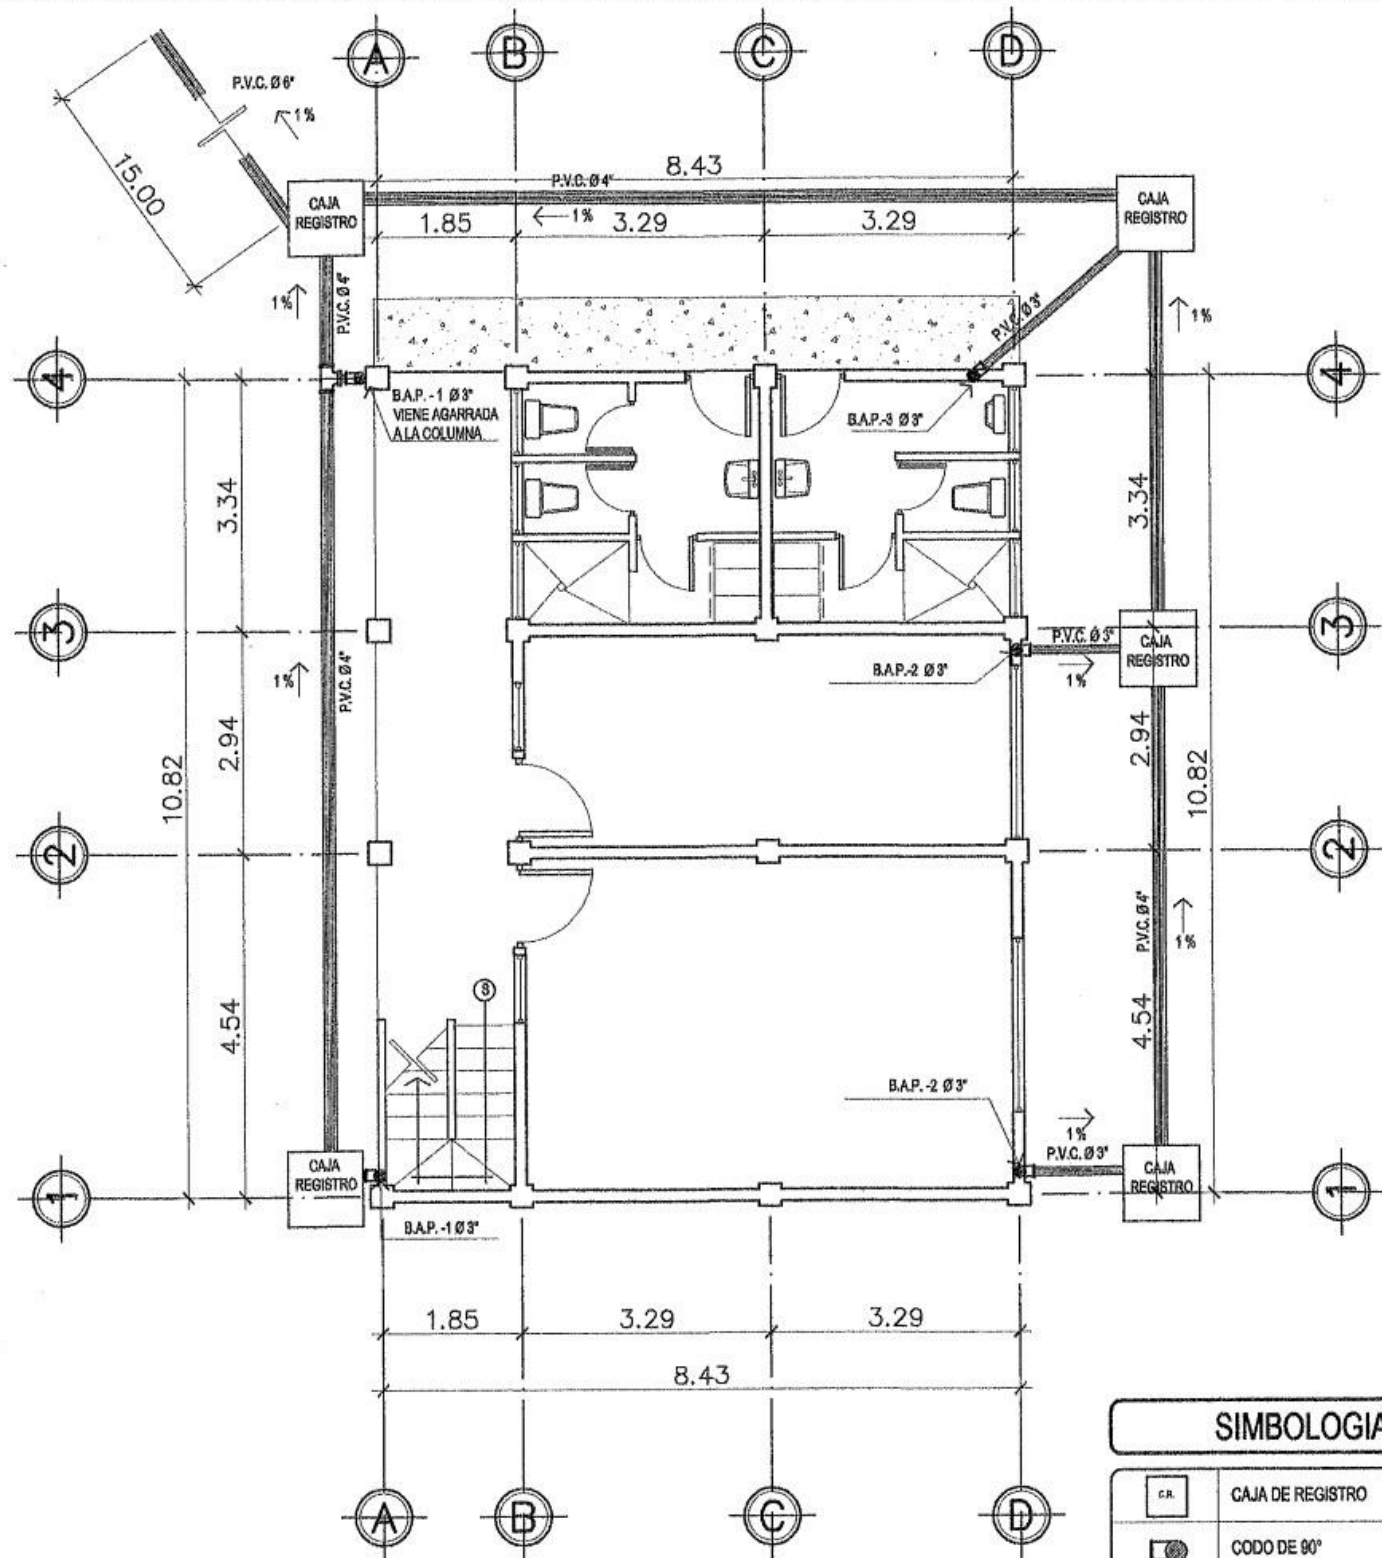 A
B
C
D
P.V.C. Ø 6"
1%
15.00
8.43
P.V.C. Ø 4"
CAJA
REGISTRO
CAJA
REGISTRO
1.85
1%
3.29
3.29
1%
P.V.C. Ø 4"
P.V.C. Ø 3"
1%
4
4
B.A.P. -1 Ø 3"
VIENE AGARRADA
A LA COLUMNA
B.A.P.-3 Ø 3"
3.34
3.34
3
3
P.V.C. Ø 3"
CAJA
REGISTRO
1%
B.A.P.-2 Ø 3"
1%
P.V.C. Ø 4"
2.94
2.94
10.82
10.82
2
2
P.V.C. Ø 4"
1%
S
4.54
4.54
B.A.P. -2 Ø 3"
1%
P.V.C. Ø 3"
CAJA
REGISTRO
CAJA
REGISTRO
1
1
B.A.P. -1 Ø 3"
1.85
3.29
3.29
8.43
SIMBOLOGIA
C.R.
CAJA DE REGISTRO
CODO DE 90°
A
B
C
D